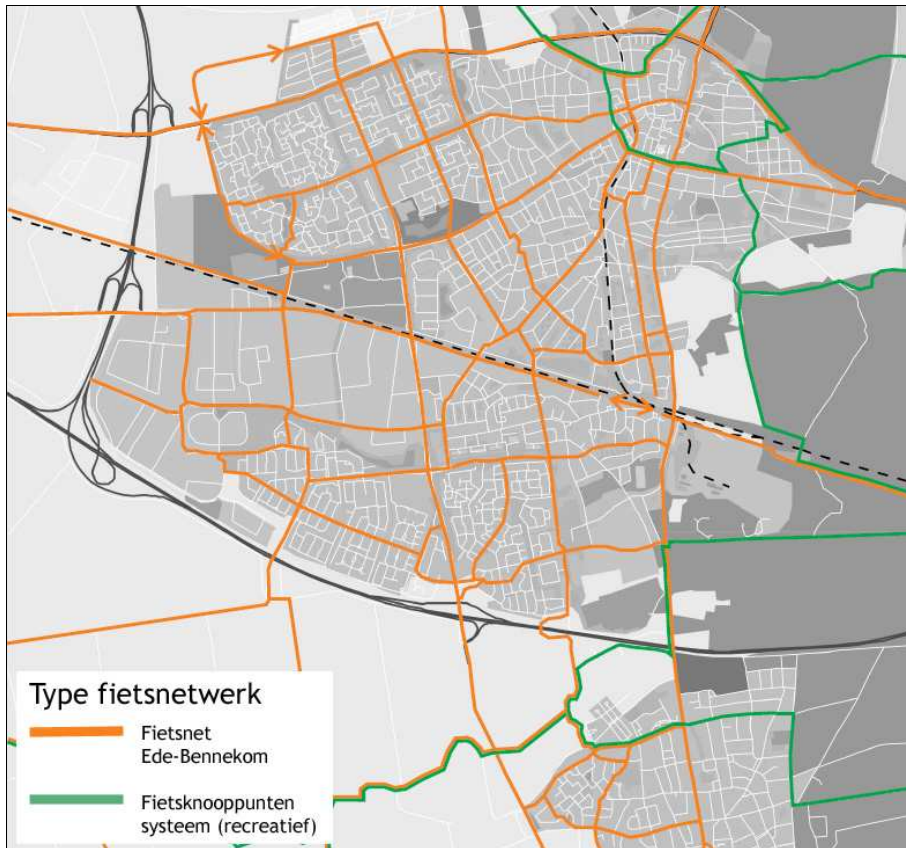 Type fietsnetwerk
Fietsnet
Ede-Bennekom
Fietsknooppunten
systeem (recreatief)